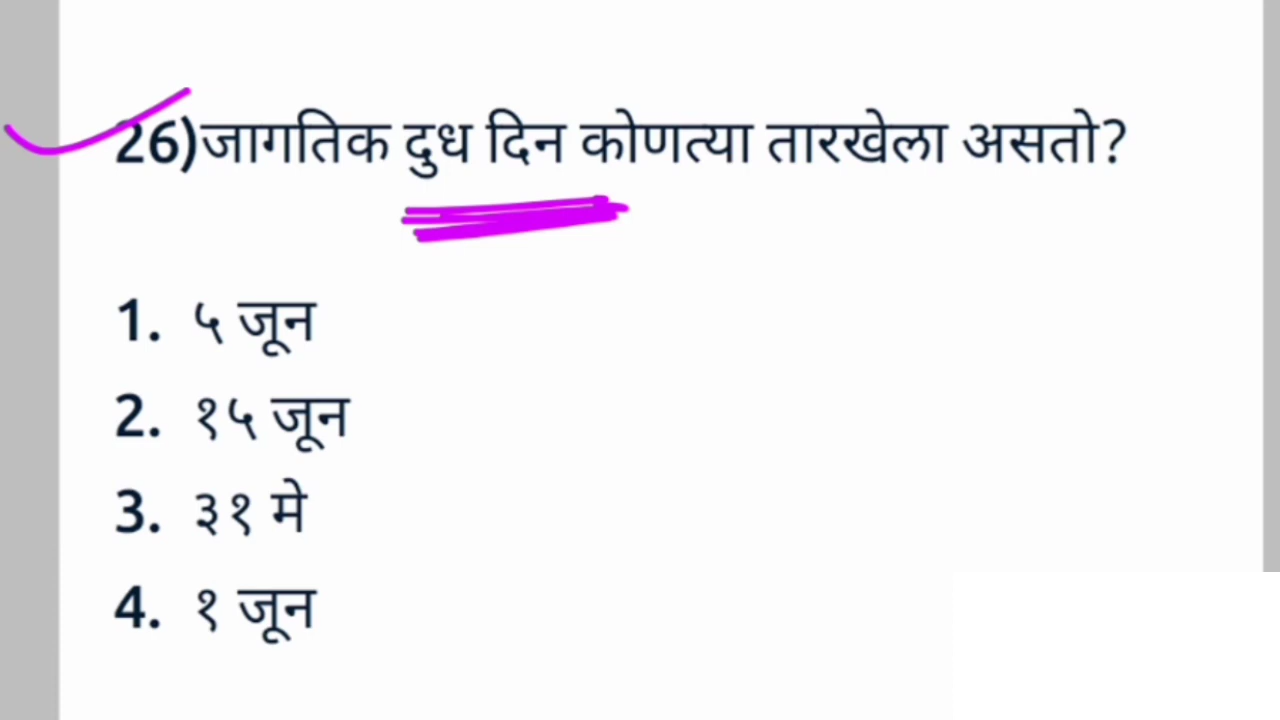 26)जागतिक दुध दिन कोणत्या तारखेला असतो?
1. ५ जून
2. १५ जून
3. ३१ मे
4. १ जून